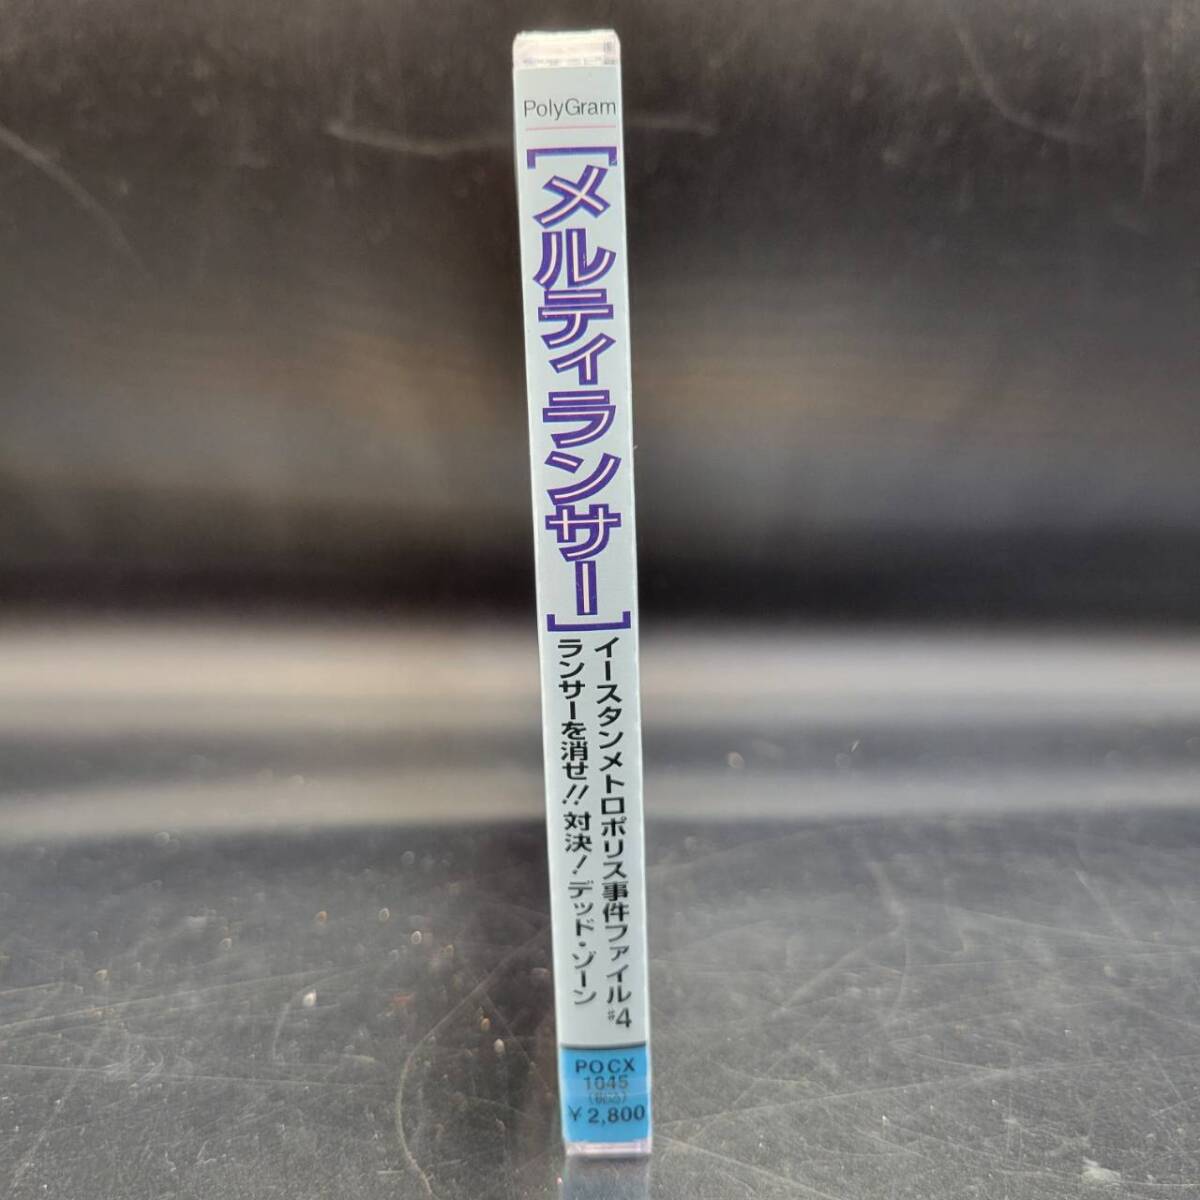 PolyGram
[メルティランサー]
イースタンメトロポリス事件ファイル#4
ランサーを消せ!! 対決! デッド・ゾーン
POCX
1045
(税込)
¥2,800